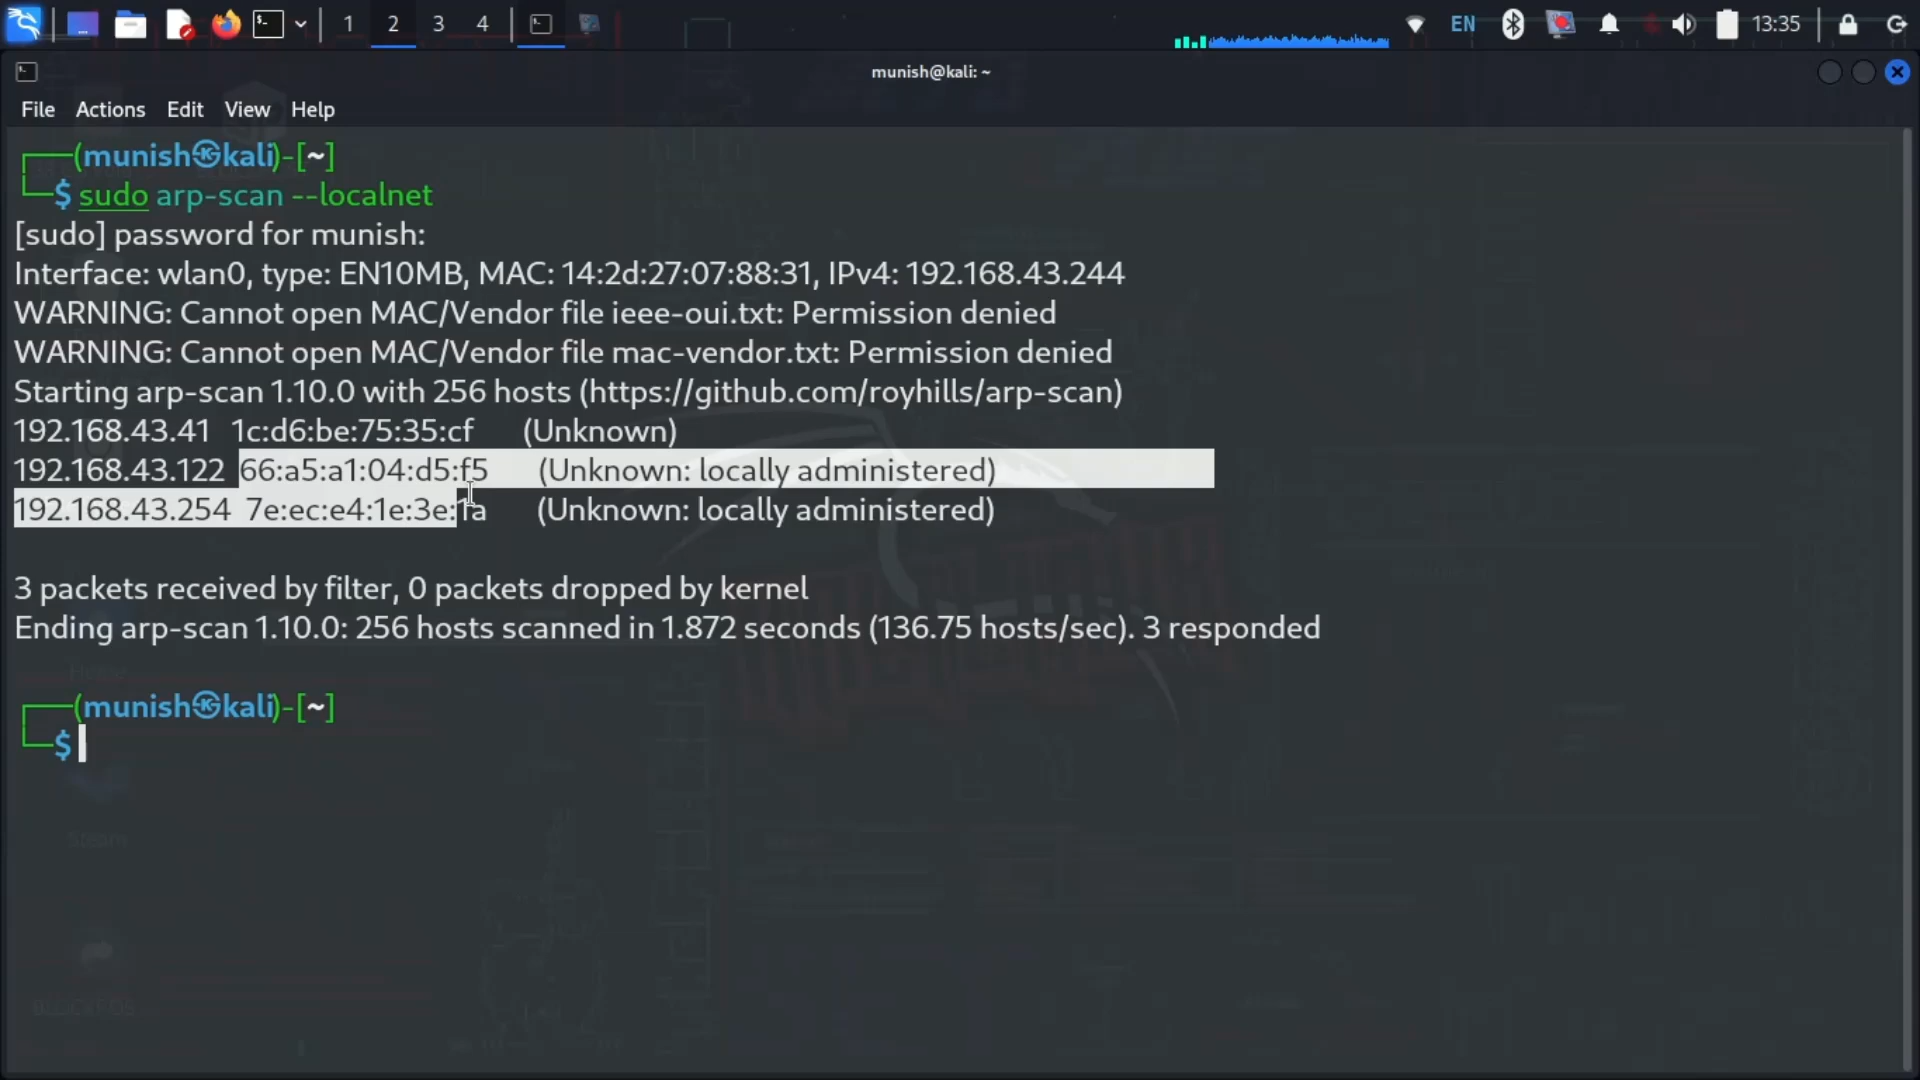 1 2 3 4
EN
13:35
munish@kali: ~
File Actions Edit View Help
┌──(munish㉿kali)-[~]
└─$ sudo arp-scan --localnet
[sudo] password for munish:
Interface: wlan0, type: EN10MB, MAC: 14:2d:27:07:88:31, IPv4: 192.168.43.244
WARNING: Cannot open MAC/Vendor file ieee-oui.txt: Permission denied
WARNING: Cannot open MAC/Vendor file mac-vendor.txt: Permission denied
Starting arp-scan 1.10.0 with 256 hosts (https://github.com/royhills/arp-scan)
192.168.43.41 1c:d6:be:75:35:cf (Unknown)
192.168.43.122 66:a5:a1:04:d5:f5 (Unknown: locally administered)
192.168.43.254 7e:ec:e4:1e:3e:1a (Unknown: locally administered)
3 packets received by filter, 0 packets dropped by kernel
Ending arp-scan 1.10.0: 256 hosts scanned in 1.872 seconds (136.75 hosts/sec). 3 responded
Home
┌──(munish㉿kali)-[~]
└─$
Steam